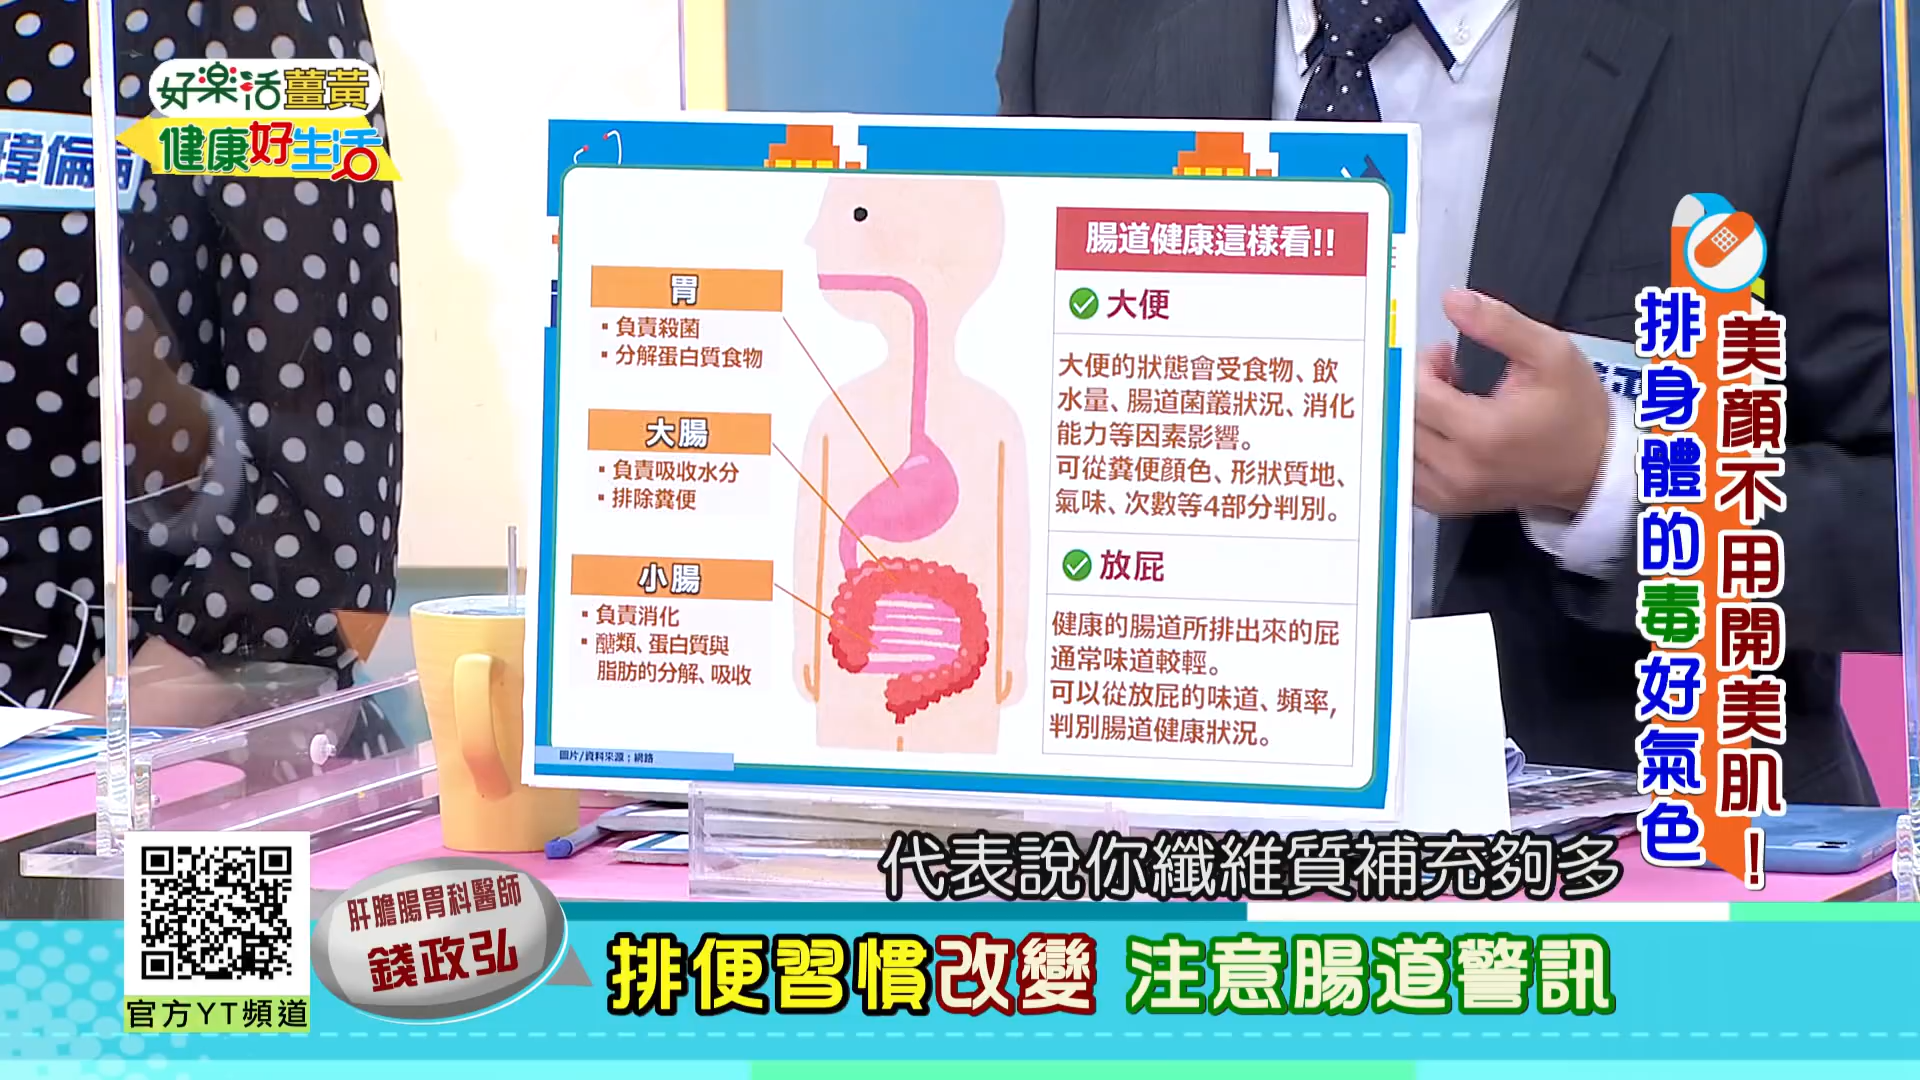 好樂活薑黃
健康好生活
瑋倫
胃
▪ 負責殺菌
▪ 分解蛋白質食物
大腸
▪ 負責吸收水分
▪ 排除糞便
小腸
▪ 負責消化
▪ 醣類、蛋白質與
脂肪的分解、吸收
圖片/資料來源:網路
腸道健康這樣看!!
大便
大便的狀態會受食物、飲
水量、腸道菌叢狀況、消化
能力等因素影響。
可從糞便顏色、形狀質地、
氣味、次數等4部分判別。
放屁
健康的腸道所排出來的屁
通常味道較輕。
可以從放屁的味道、頻率,
判別腸道健康狀況。
美顏不用開美肌!
排身體的毒好氣色
代表說你纖維質補充夠多
官方YT頻道
肝膽腸胃科醫師
錢政弘
排便習慣改變 注意腸道警訊